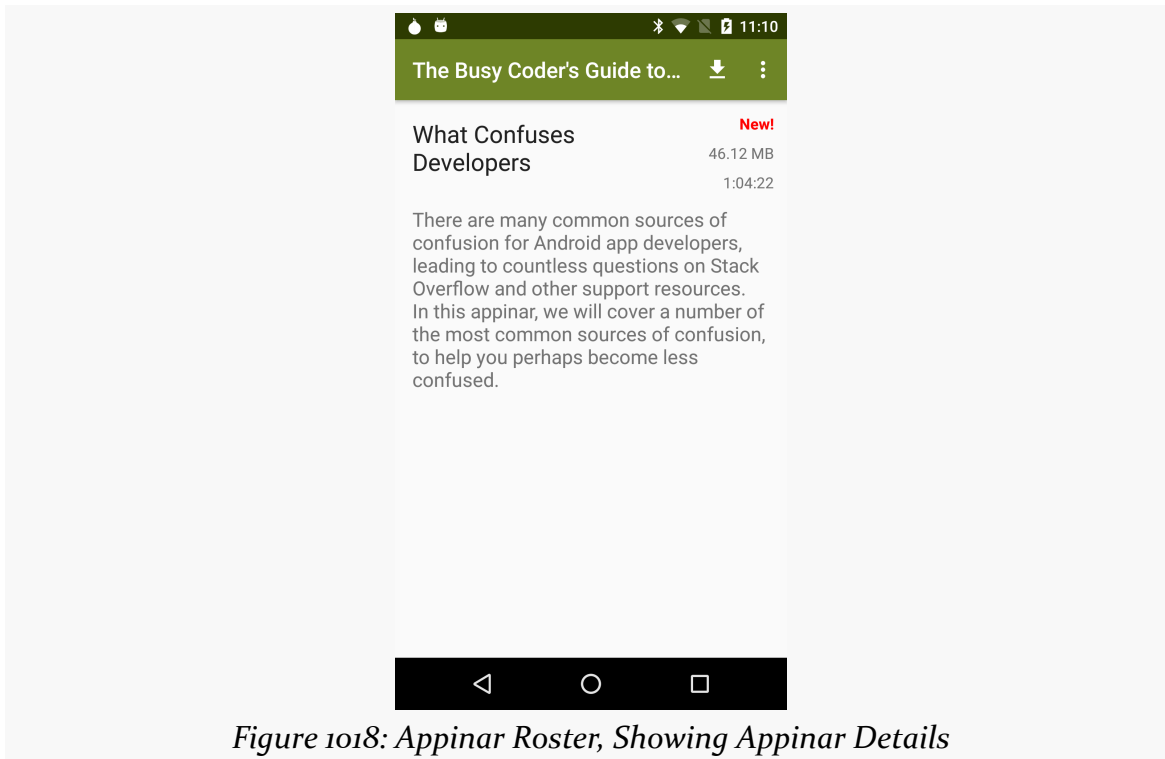 11:10
The Busy Coder's Guide to...
New!
What Confuses
Developers
46.12 MB
1:04:22
There are many common sources of
confusion for Android app developers,
leading to countless questions on Stack
Overflow and other support resources.
In this appinar, we will cover a number of
the most common sources of confusion,
to help you perhaps become less
confused.
Figure 1018: Appinar Roster, Showing Appinar Details